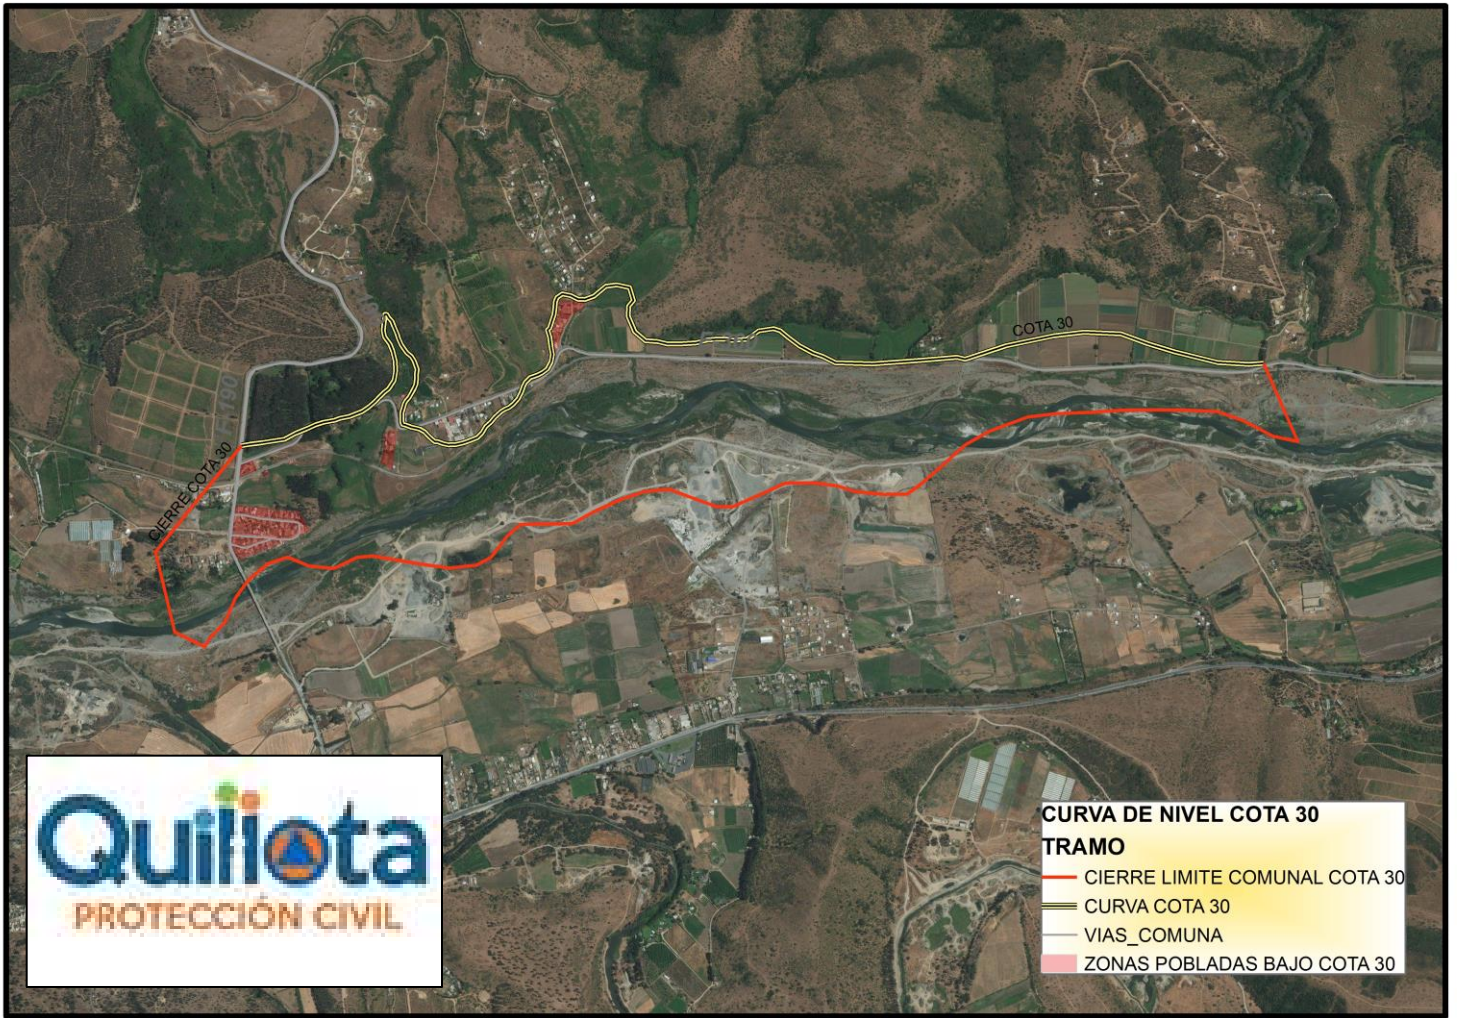 COTA 30
F-190
CIERRE COTA 30
Quillota
PROTECCIÓN CIVIL
CURVA DE NIVEL COTA 30
TRAMO
CIERRE LIMITE COMUNAL COTA 30
CURVA COTA 30
VIAS_COMUNA
ZONAS POBLADAS BAJO COTA 30